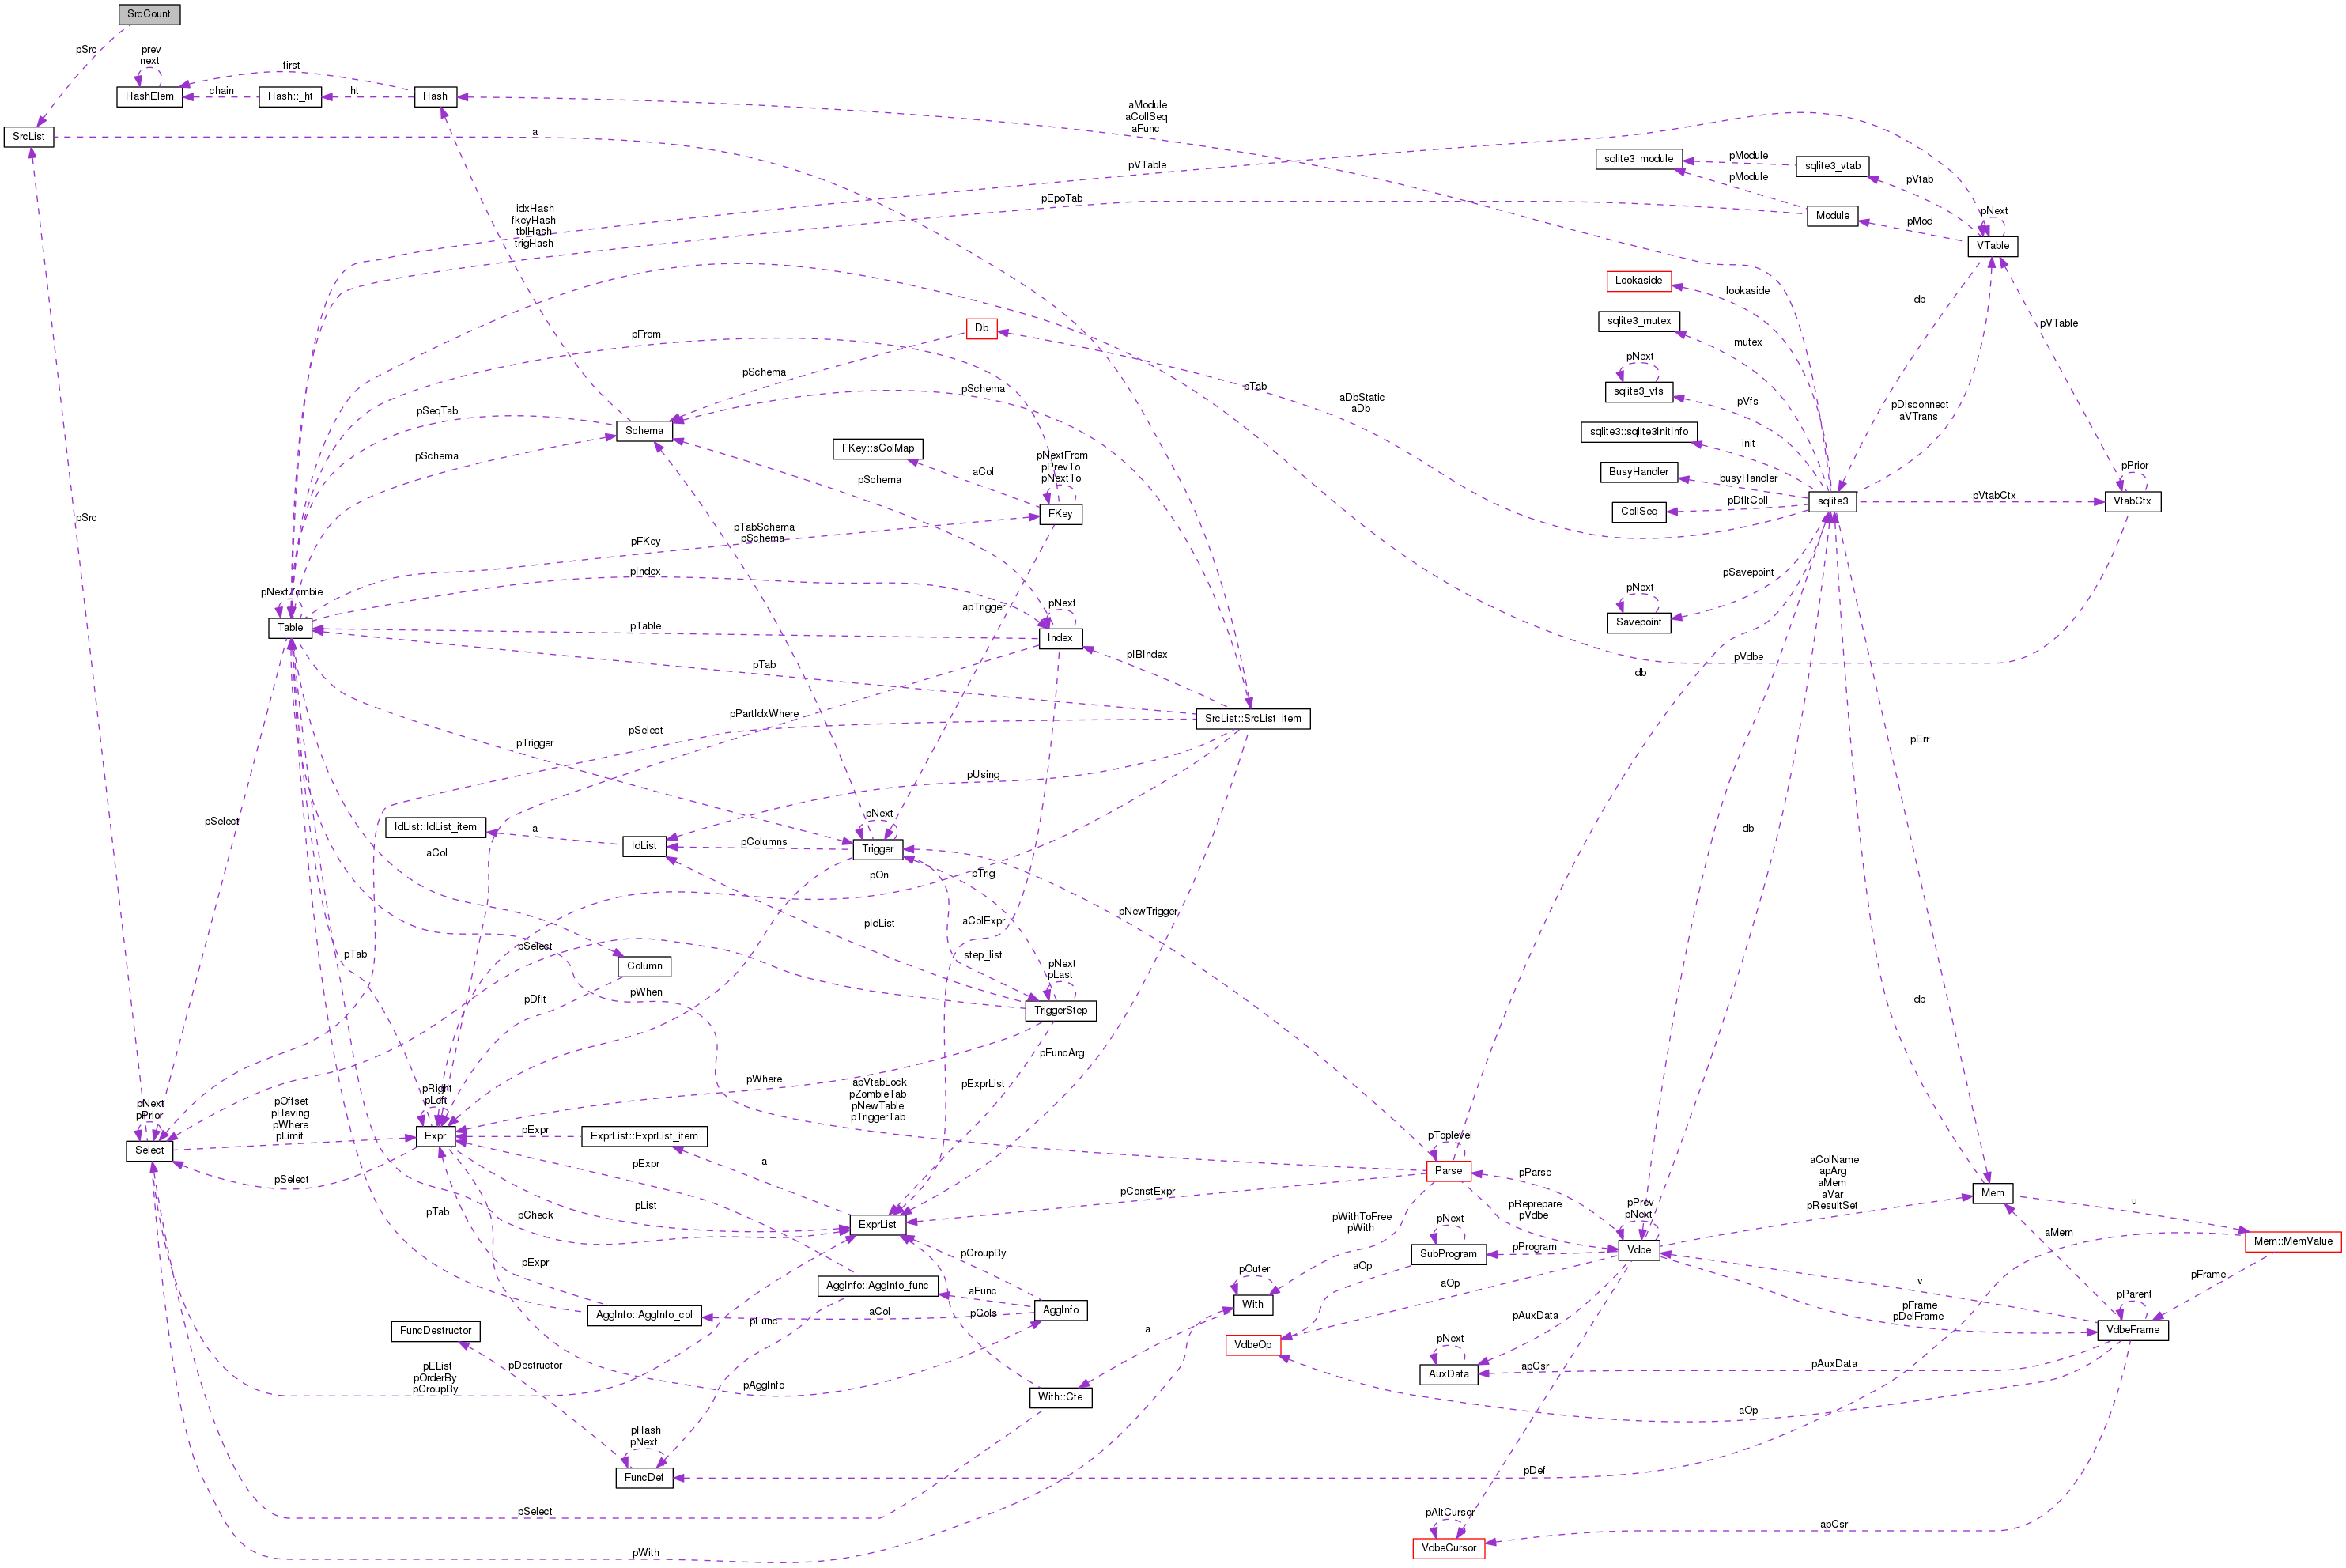 SrcCount
pSrc
prev
next
first
HashElem
chain
Hash::_ht
ht
Hash
aModule
aCollSeq
aFunc
SrcList
a
pVTable
sqlite3_module
pModule
sqlite3_vtab
pModule
pVtab
pEpoTab
Module
pMod
pNext
VTable
idxHash
fkeyHash
tblHash
trigHash
Lookaside
lookaside
db
sqlite3_mutex
mutex
pVTable
Db
pFrom
pSchema
pSchema
pTab
aDbStatic
aDb
pNext
sqlite3_vfs
pVfs
pDisconnect
aVTrans
pSeqTab
Schema
sqlite3::sqlite3InitInfo
init
FKey::sColMap
pSchema
aCol
pNextFrom
pPrevTo
pNextTo
pSchema
BusyHandler
busyHandler
pPrior
FKey
CollSeq
pDfltColl
sqlite3
pVtabCtx
VtabCtx
pSrc
pTabSchema
pSchema
pFKey
pIndex
pSavepoint
pNextZombie
apTrigger
pNext
pNext
Table
pTable
Index
Savepoint
pTab
pIBIndex
db
pVdbe
pPartIdxWhere
SrcList::SrcList_item
pSelect
pTrigger
pErr
pUsing
pSelect
IdList::IdList_item
a
IdList
pColumns
pNext
Trigger
db
aCol
pOn
pTrig
pNewTrigger
pIdList
aColExpr
pTab
pSelect
step_list
Column
pNext
pLast
pDflt
pWhen
TriggerStep
db
pFuncArg
pWhere
pExprList
apVtabLock
pZombieTab
pNewTable
pTriggerTab
pRight
pLeft
pNext
pPrior
pOffset
pHaving
pWhere
pLimit
Select
Expr
pExpr
ExprList::ExprList_item
pToplevel
a
Parse
pParse
aColName
apArg
aMem
aVar
pResultSet
Mem
u
pSelect
pExpr
pConstExpr
pList
pCheck
pTab
ExprList
pReprepare
pVdbe
pWithToFree
pWith
pPrev
pNext
pNext
SubProgram
pProgram
Vdbe
aMem
Mem::MemValue
pGroupBy
pExpr
AggInfo::AggInfo_func
aFunc
pOuter
aOp
aOp
v
pFrame
AggInfo::AggInfo_col
aCol
AggInfo
pCols
With
pFrame
pDelFrame
pParent
VdbeFrame
pFunc
FuncDestructor
a
VdbeOp
pAuxData
pNext
pDestructor
apCsr
AuxData
pAuxData
pEList
pOrderBy
pGroupBy
pAggInfo
With::Cte
aOp
pHash
pNext
FuncDef
pDef
pSelect
pAltCursor
apCsr
pWith
VdbeCursor